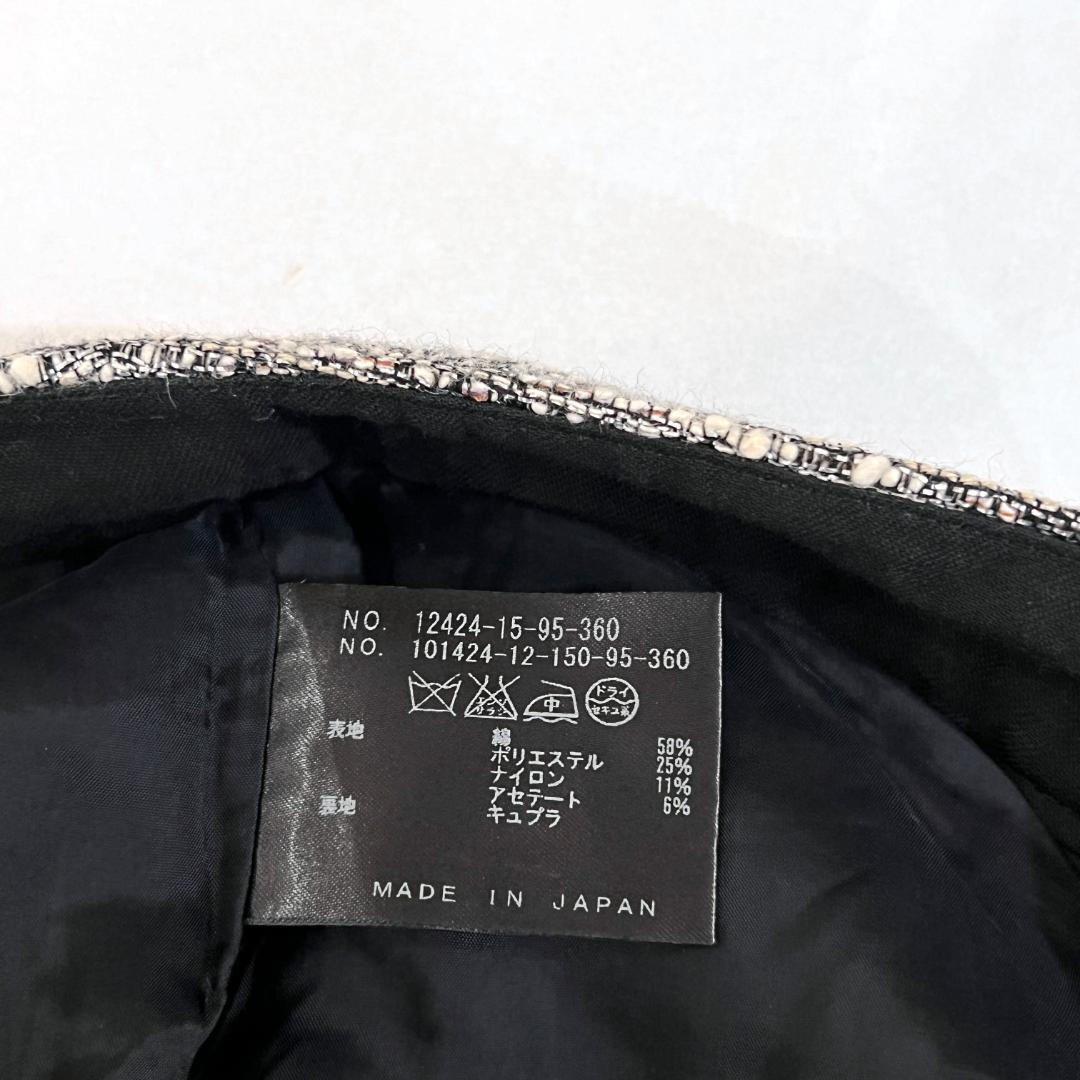 NO. 12424-15-95-360
NO. 101424-12-150-95-360
中
ドライ
セキユ系
表地 綿 58%
ポリエステル 25%
ナイロン 11%
アセテート 6%
裏地 キュプラ
MADE IN JAPAN